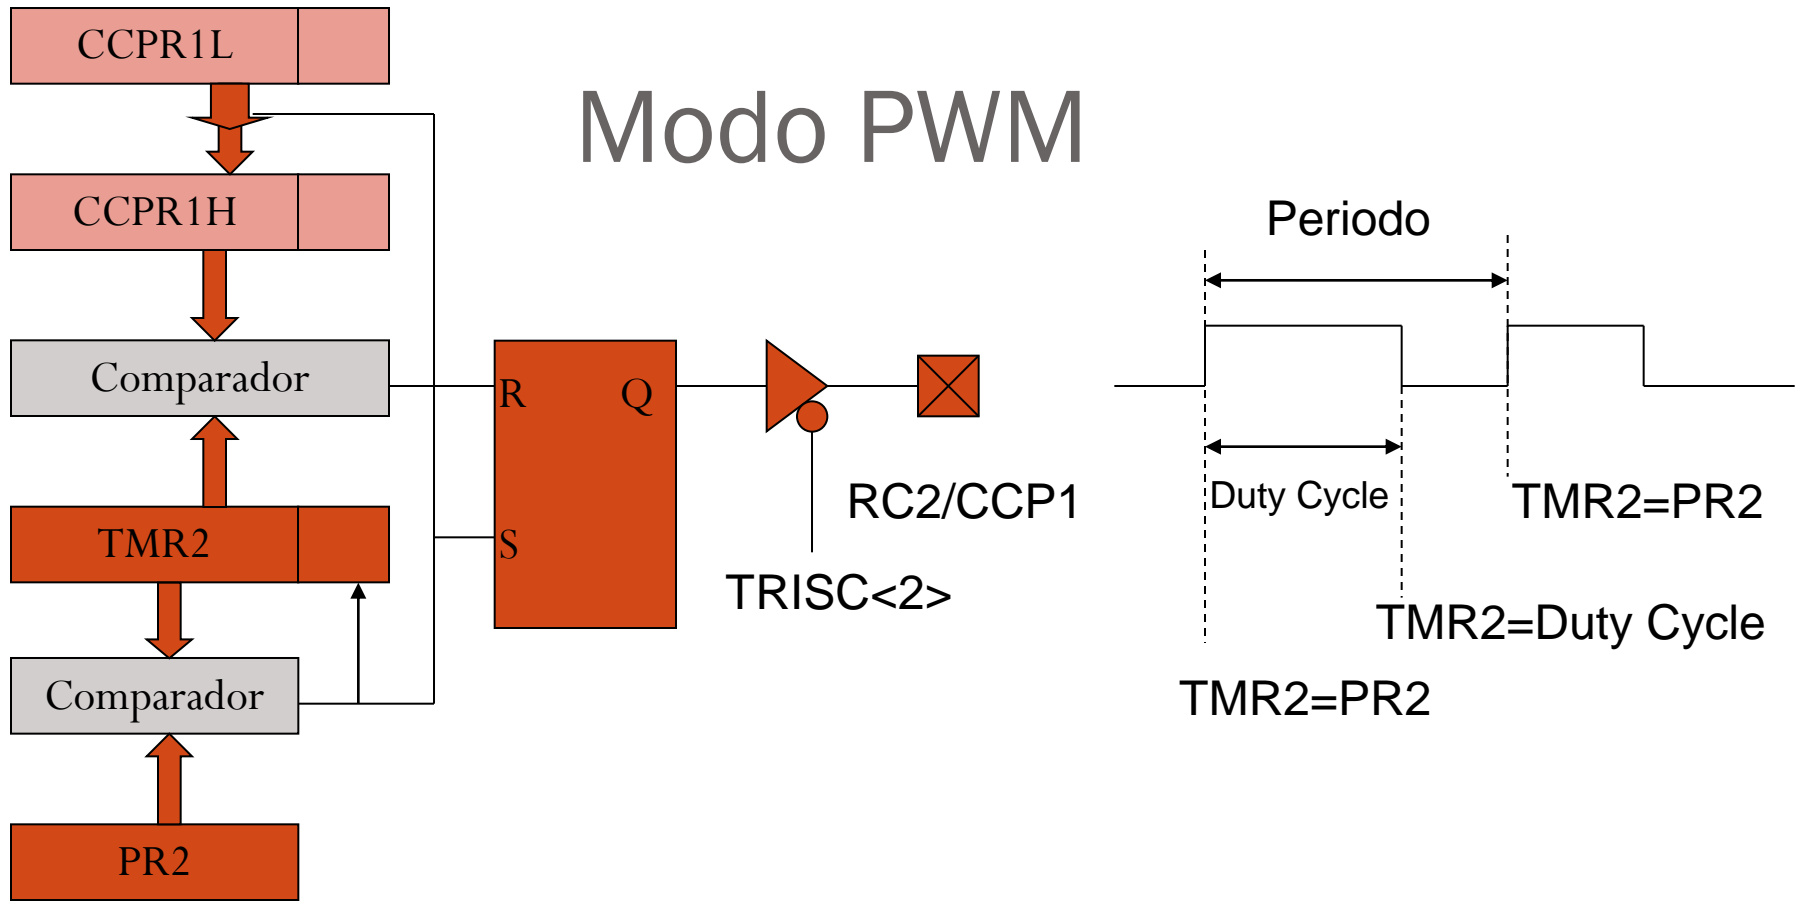 Modo PWM
CCPR1L
CCPR1H
Comparador
TMR2
Comparador
PR2
R
Q
S
RC2/CCP1
TRISC<2>
Periodo
Duty Cycle
TMR2=PR2
TMR2=Duty Cycle
TMR2=PR2